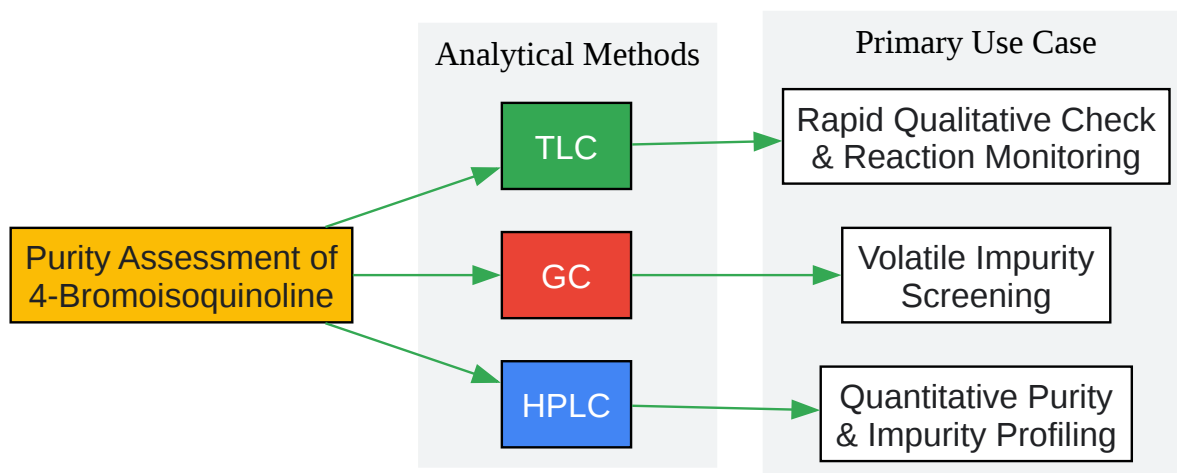 Analytical Methods
Primary Use Case
TLC
Rapid Qualitative Check
& Reaction Monitoring
Purity Assessment of
4-Bromoisoquinoline
GC
Volatile Impurity
Screening
HPLC
Quantitative Purity
& Impurity Profiling